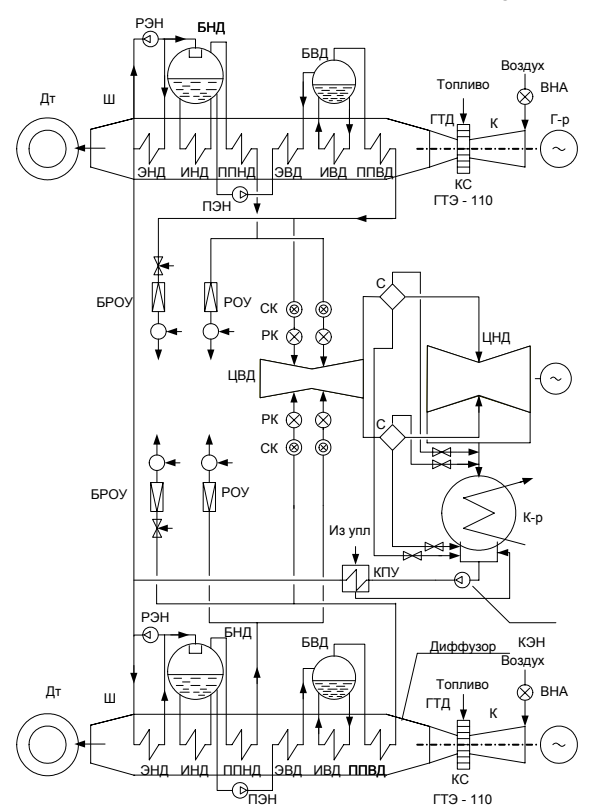 РЭН
БНД
БВД
Воздух
Топливо
ВНА
Дт
Ш
ГТД
К
Г-р
ЭНД
ИНД
ППНД
ЭВД
ИВД
ППВД
КС
ПЭН
ГТЭ - 110
С
БРОУ
РОУ
СК
РК
ЦНД
ЦВД
РК
С
СК
БРОУ
РОУ
К-р
Из упл
КПУ
РЭН
БНД
БВД
Диффузор
КЭН
Воздух
Топливо
ВНА
Дт
Ш
ГТД
К
ЭНД
ИНД
ППНД
ЭВД
ИВД
ППВД
КС
ПЭН
ГТЭ - 110